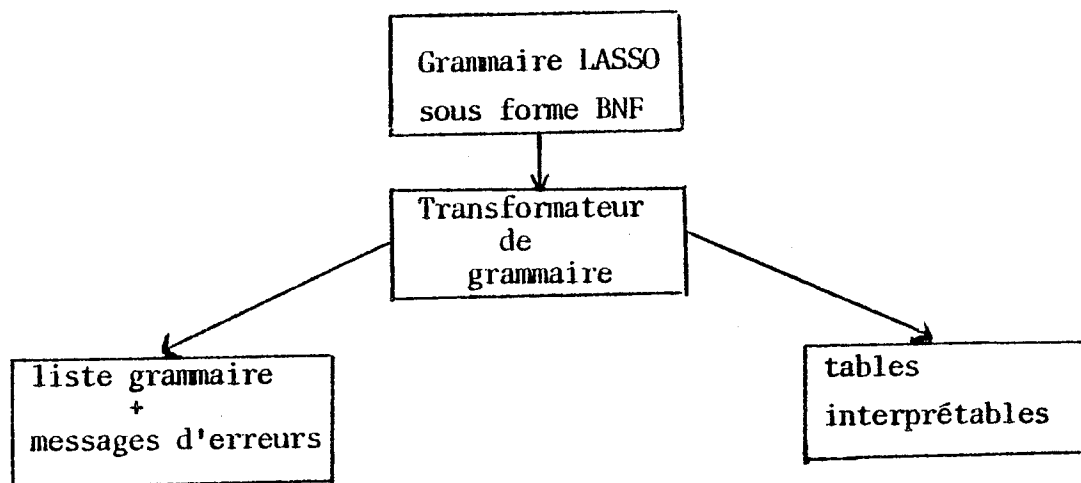 Grammaire LASSO
sous forme BNF
Transformateur
de
grammaire
liste grammaire
+
messages d'erreurs
tables
interprétables